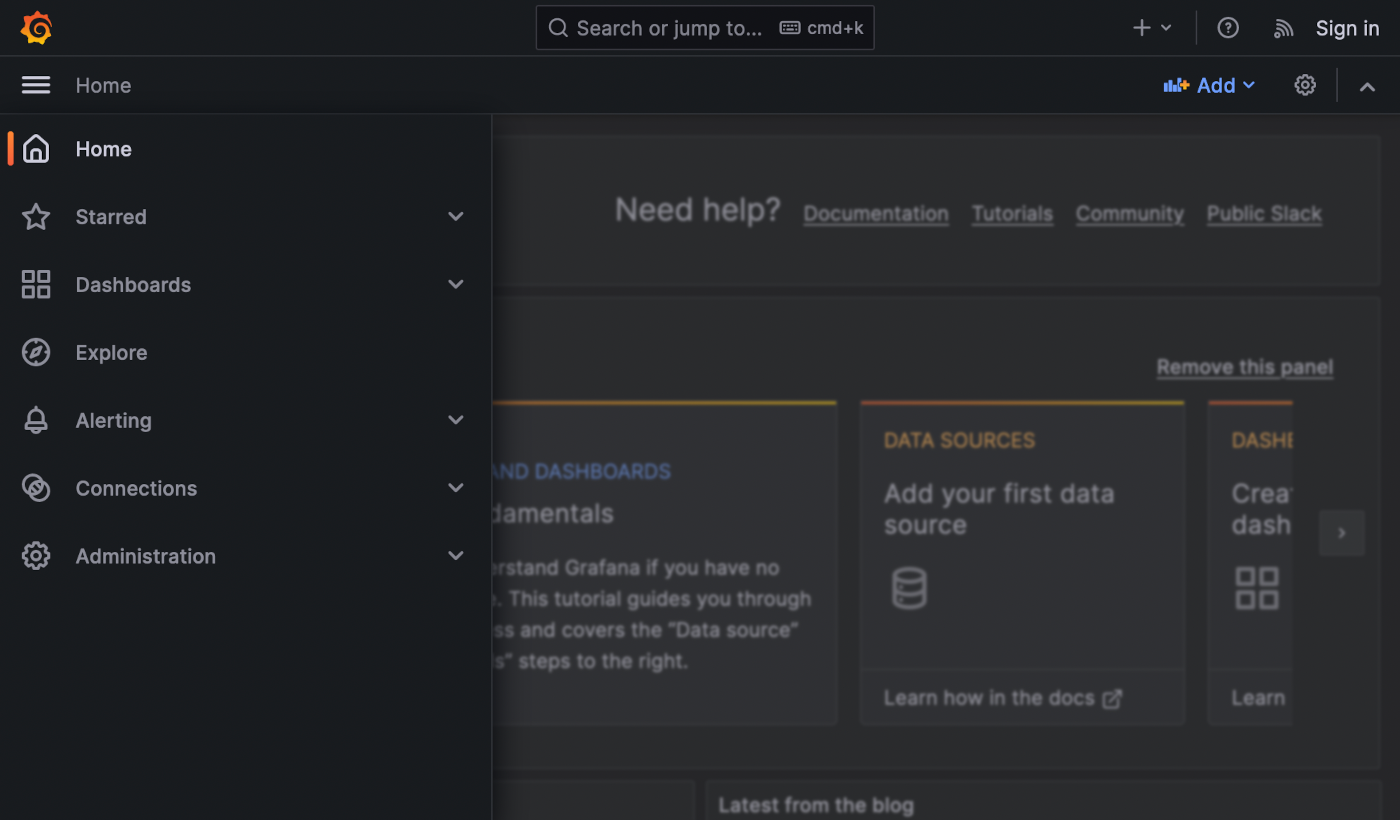 Search or jump to... cmd+k
Sign in
Home
Add
Home
Starred
Dashboards
Explore
Alerting
Connections
Administration
Need help? Documentation Tutorials Community Public Slack
Remove this panel
AND DASHBOARDS
damentals
erstand Grafana if you have no
e. This tutorial guides you through
ss and covers the "Data source"
s" steps to the right.
DATA SOURCES
Add your first data
source
Learn how in the docs
DASHB
Creat
dash
Learn
Latest from the blog